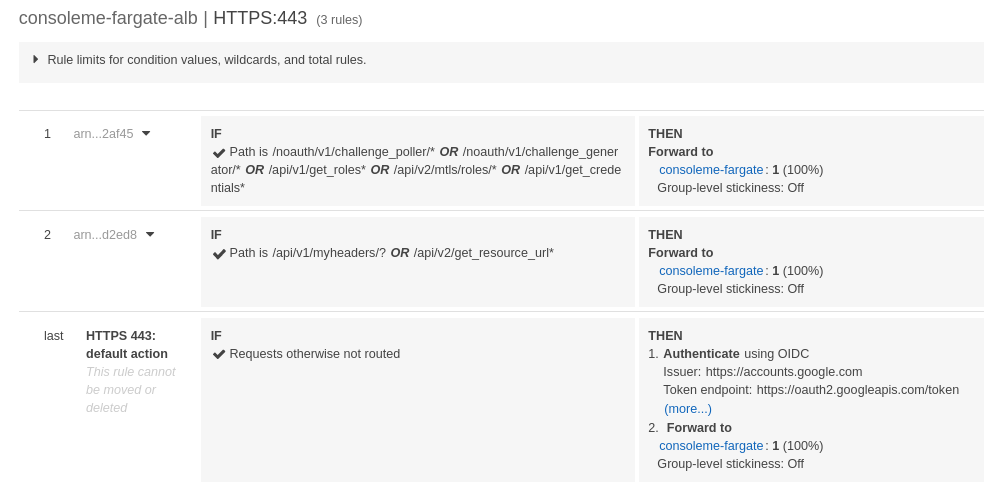 consoleme-fargate-alb | HTTPS:443 (3 rules)
Rule limits for condition values, wildcards, and total rules.
1 arn...2af45
IF
Path is /noauth/v1/challenge_poller/* OR /noauth/v1/challenge_gener
ator/* OR /api/v1/get_roles* OR /api/v2/mtls/roles/* OR /api/v1/get_crede
ntials*
THEN
Forward to
consoleme-fargate: 1 (100%)
Group-level stickiness: Off
2 arn...d2ed8
IF
Path is /api/v1/myheaders/? OR /api/v2/get_resource_url*
THEN
Forward to
consoleme-fargate: 1 (100%)
Group-level stickiness: Off
last HTTPS 443:
default action
This rule cannot
be moved or
deleted
IF
Requests otherwise not routed
THEN
1. Authenticate using OIDC
Issuer: https://accounts.google.com
Token endpoint: https://oauth2.googleapis.com/token
(more...)
2. Forward to
consoleme-fargate: 1 (100%)
Group-level stickiness: Off